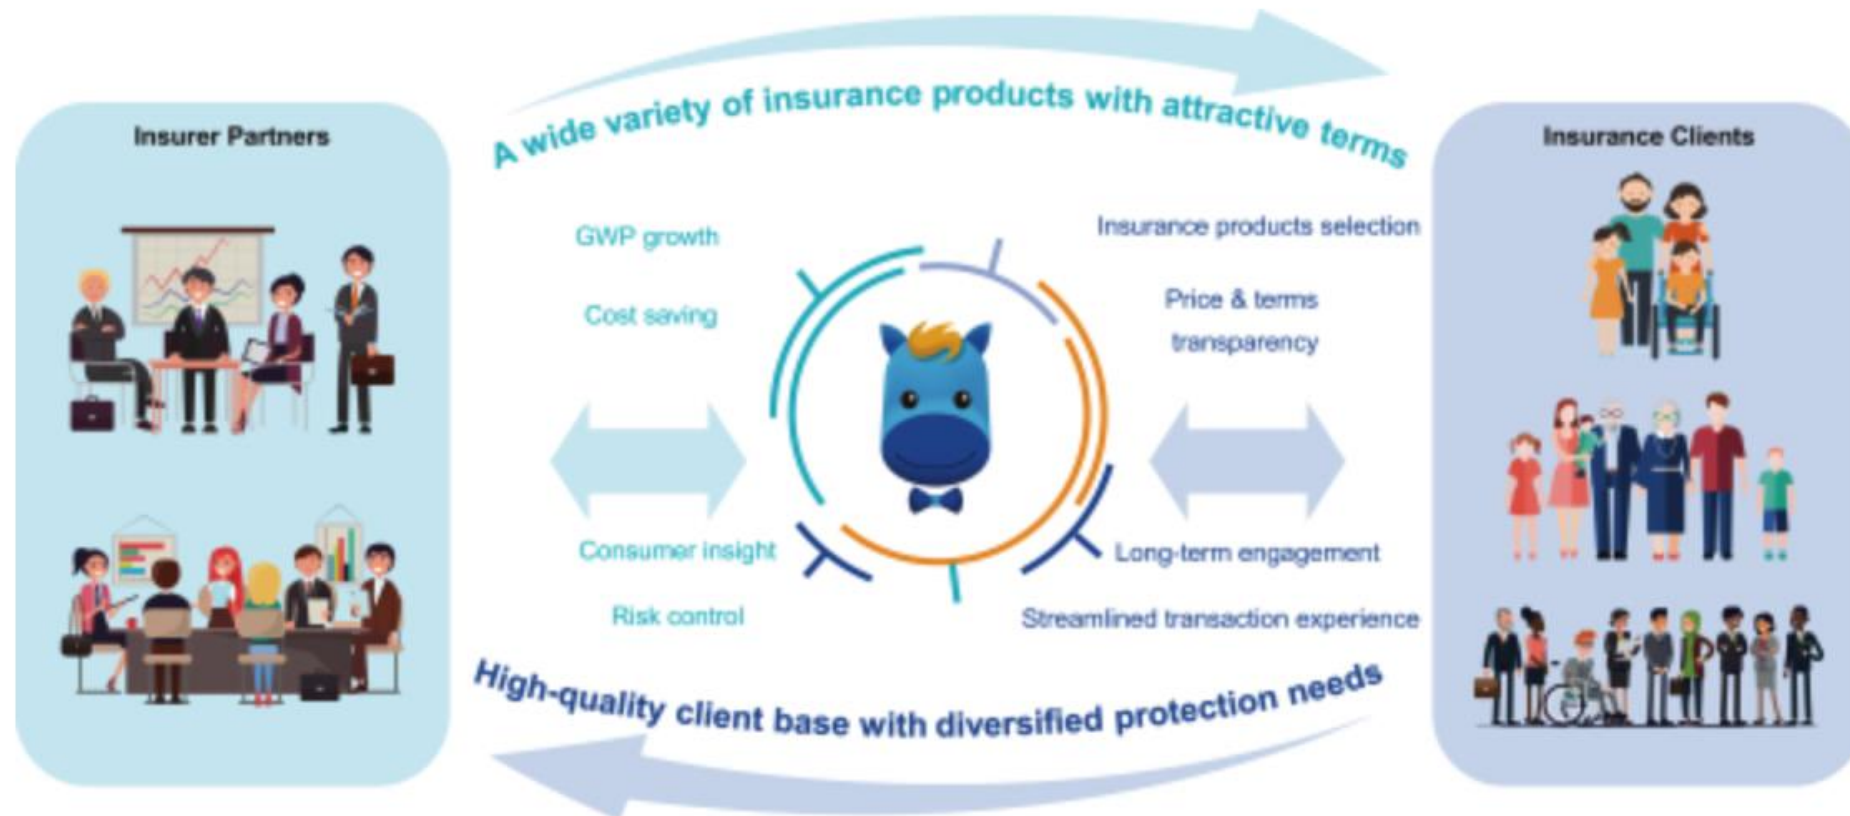 A wide variety of insurance products with attractive terms
Insurer Partners
Insurance Clients
GWP growth
Cost saving
Insurance products selection
Price & terms
transparency
Consumer insight
Risk control
Long-term engagement
Streamlined transaction experience
High-quality client base with diversified protection needs